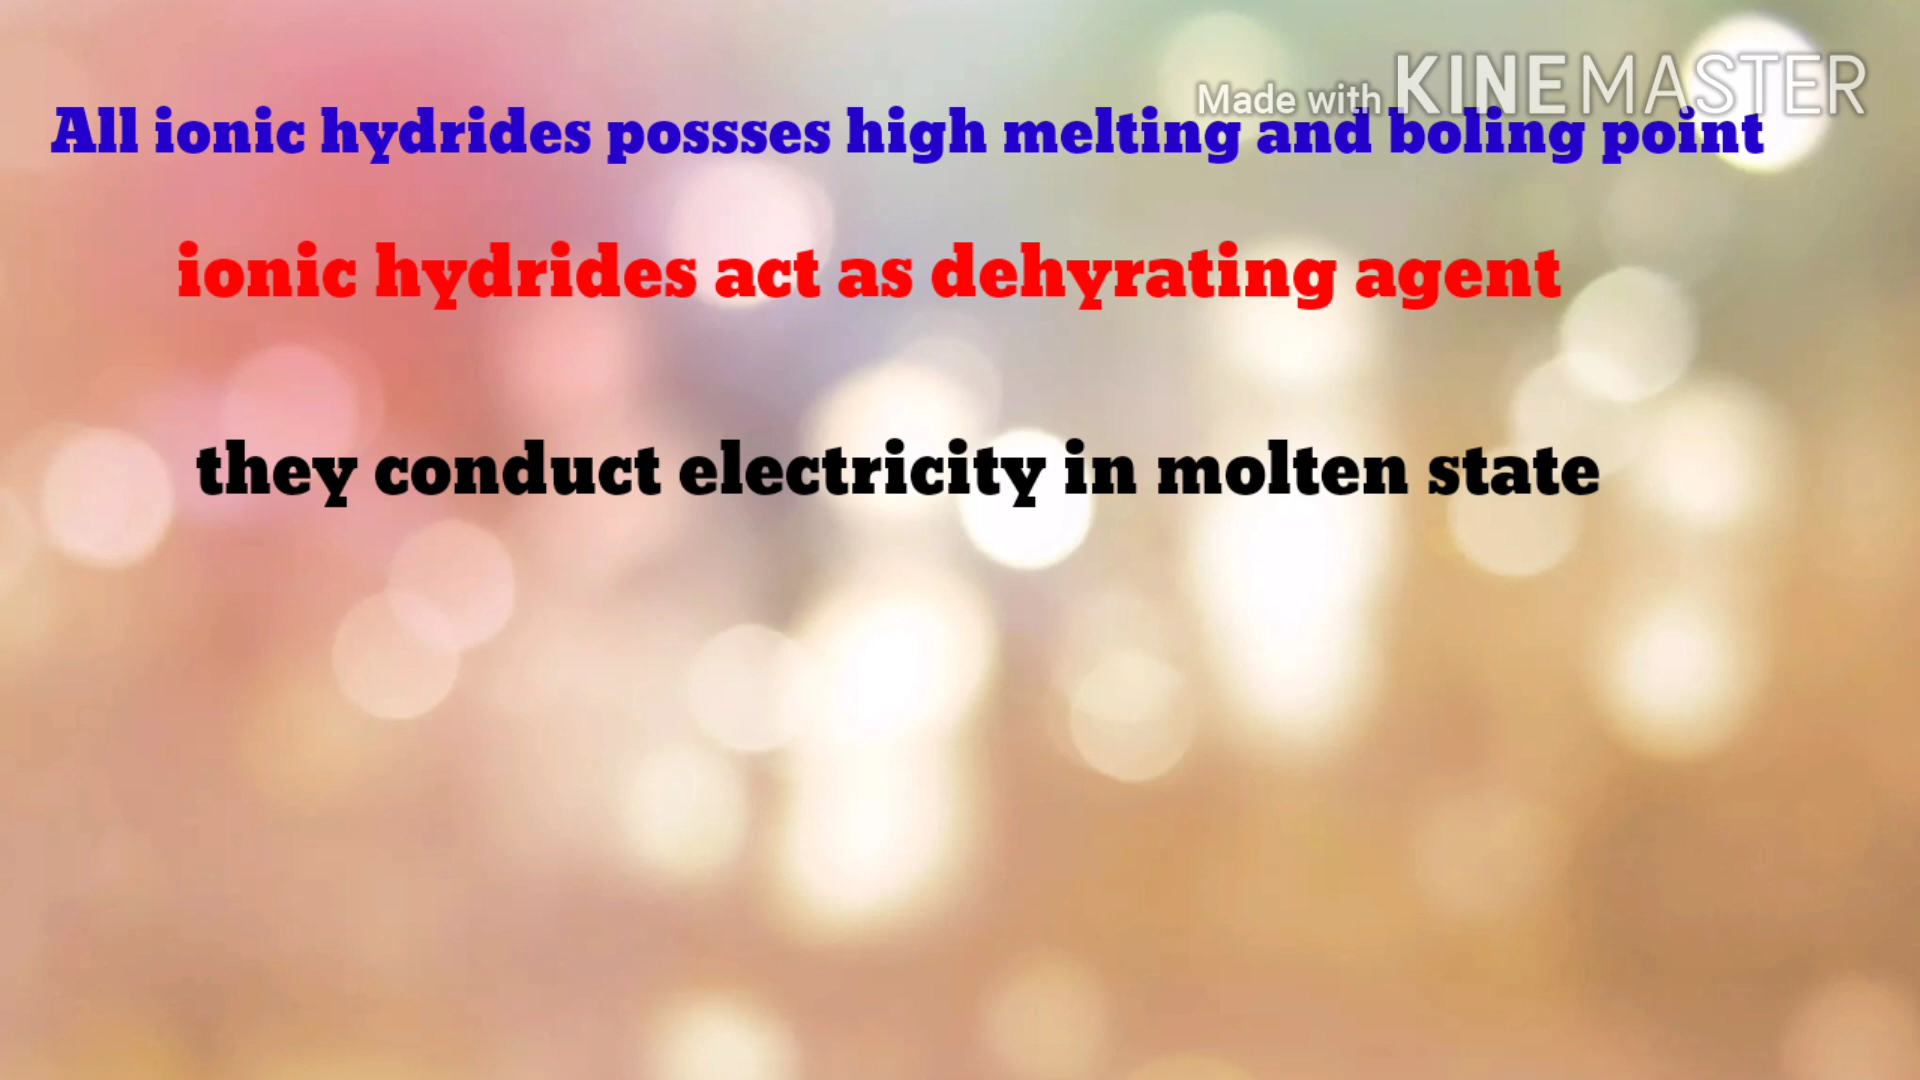 Made with KINEMASTER
All ionic hydrides possses high melting and boling point
ionic hydrides act as dehyrating agent
they conduct electricity in molten state